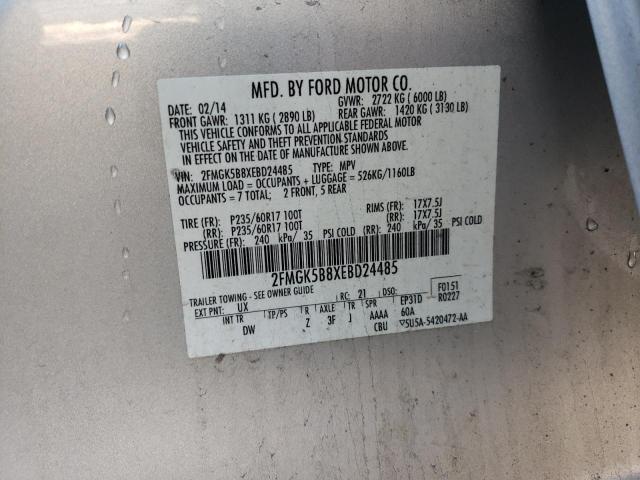 MFD. BY FORD MOTOR CO.
DATE: 02/14 GVWR: 2722 KG ( 6000 LB)
FRONT GAWR: 1311 KG ( 2890 LB) REAR GAWR: 1420 KG ( 3130 LB)
THIS VEHICLE CONFORMS TO ALL APPLICABLE FEDERAL MOTOR
VEHICLE SAFETY AND THEFT PREVENTION STANDARDS
IN EFFECT ON THE DATE OF MANUFACTURE SHOWN ABOVE.
VIN: 2FMGK5B8XEBD24485 TYPE: MPV
MAXIMUM LOAD = OCCUPANTS + LUGGAGE = 526KG/1160LB
OCCUPANTS = 7 TOTAL; 2 FRONT, 5 REAR
TIRE (FR): P235/60R17 100T RIMS (FR): 17X7.5J
(RR): P235/60R17 100T (RR): 17X7.5J
PRESSURE (FR): 240 kPa/ 35 PSI COLD (RR): 240 kPa/ 35 PSI COLD
2FMGK5B8XEBD24485
TRAILER TOWING - SEE OWNER GUIDE F0151
EXT PNT: UX RC: 21 DSO: R0227
INT TR TP/PS R AXLE TR SPR EP31D
DW Z 3F J AAAA 60A
CBU ▽5U5A-5420472-AA